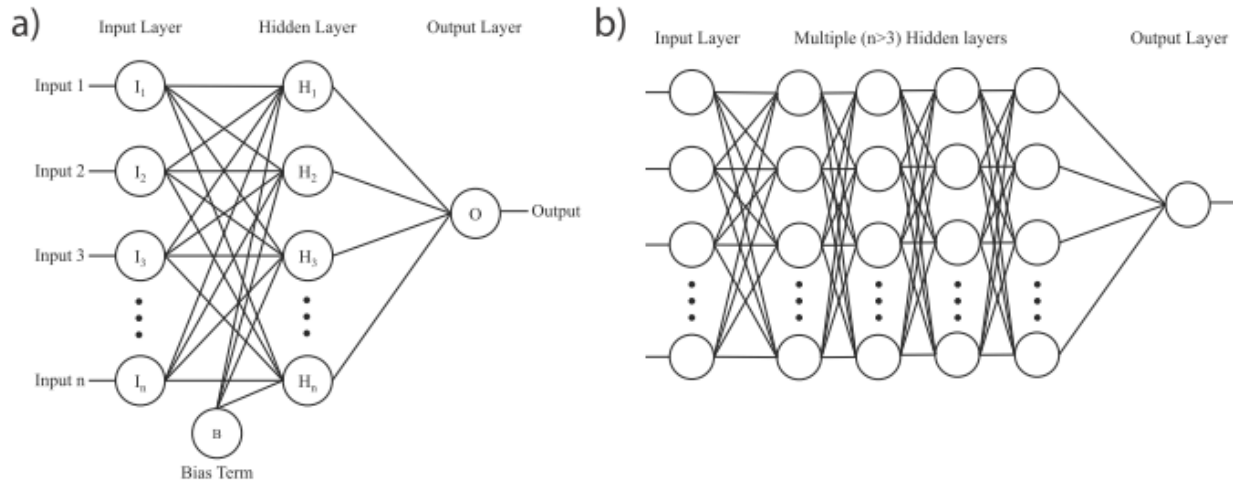 a)
Input Layer
Hidden Layer
Output Layer
Input 1
I₁
H₁
Input 2
I₂
H₂
O
Output
Input 3
I₃
H₃
Input n
Iₙ
Hₙ
B
Bias Term
b)
Input Layer
Multiple (n>3) Hidden layers
Output Layer